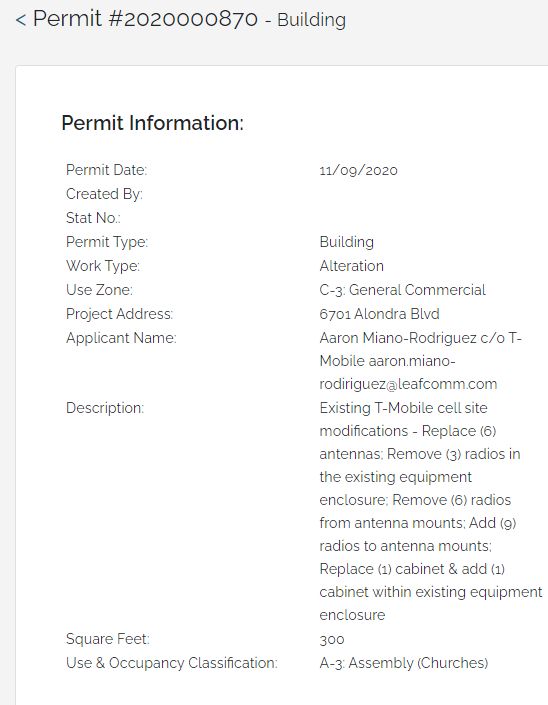 < Permit #2020000870 - Building
Permit Information:
Permit Date: 11/09/2020
Created By:
Stat No.:
Permit Type: Building
Work Type: Alteration
Use Zone: C-3: General Commercial
Project Address: 6701 Alondra Blvd
Applicant Name: Aaron Miano-Rodriguez c/o T-
Mobile aaron.miano-
rodiriguez@leafcomm.com
Description: Existing T-Mobile cell site
modifications - Replace (6)
antennas; Remove (3) radios in
the existing equipment
enclosure; Remove (6) radios
from antenna mounts; Add (9)
radios to antenna mounts;
Replace (1) cabinet & add (1)
cabinet within existing equipment
enclosure
Square Feet: 300
Use & Occupancy Classification: A-3: Assembly (Churches)